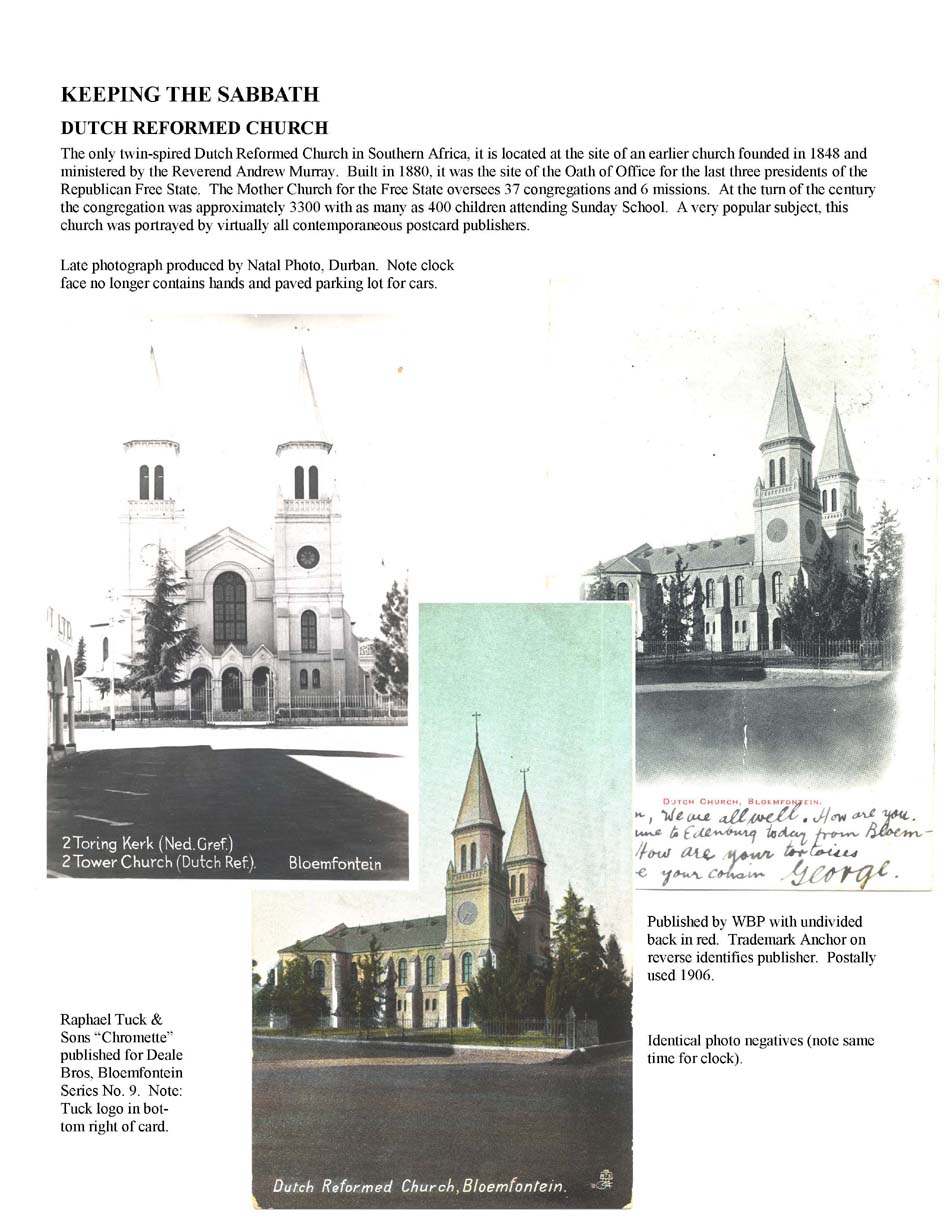 KEEPING THE SABBATH
DUTCH REFORMED CHURCH
The only twin-spired Dutch Reformed Church in Southern Africa, it is located at the site of an earlier church founded in 1848 and
ministered by the Reverend Andrew Murray.  Built in 1880, it was the site of the Oath of Office for the last three presidents of the
Republican Free State.  The Mother Church for the Free State oversees 37 congregations and 6 missions.  At the turn of the century
the congregation was approximately 3300 with as many as 400 children attending Sunday School.  A very popular subject, this
church was portrayed by virtually all contemporaneous postcard publishers.
Late photograph produced by Natal Photo, Durban.  Note clock
face no longer contains hands and paved parking lot for cars.
LTD
2 Toring Kerk (Ned. Gref.)
2 Tower Church (Dutch Ref.).
Bloemfontein
DUTCH CHURCH, BLOEMFONTEIN.
, We are all well. How are you.
to Edenburg today from Bloem-
How are your tortoises
your cousin George.
Published by WBP with undivided
back in red.  Trademark Anchor on
reverse identifies publisher.  Postally
used 1906.
Identical photo negatives (note same
time for clock).
Raphael Tuck &
Sons “Chromette”
published for Deale
Bros, Bloemfontein
Series No. 9.  Note:
Tuck logo in bot-
tom right of card.
Dutch Reformed Church, Bloemfontein.